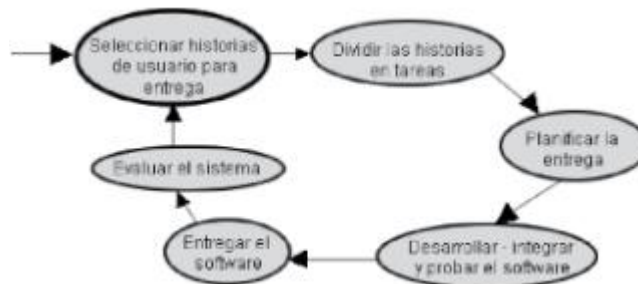 Seleccionar historias
de usuario para
entrega
Dividir las historias
en tareas
Planificar la
entrega
Desarrollar - integrar
y probar el software
Entregar el
software
Evaluar el sistema